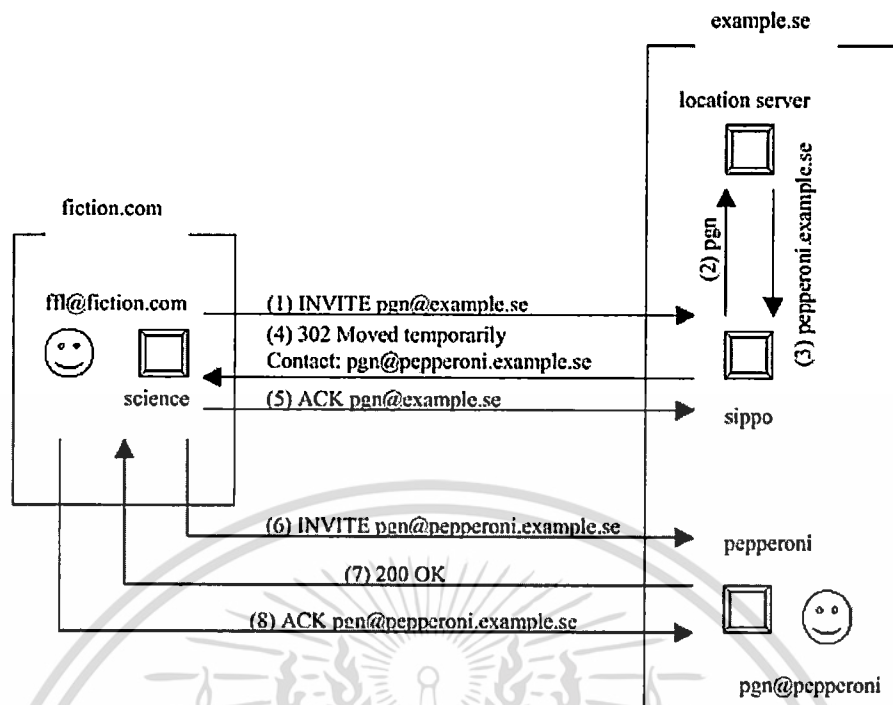 example.se
location server
(2) pgn
(3) pepperoni.example.se
fiction.com
ffl@fiction.com
science
(1) INVITE pgn@example.se
(4) 302 Moved temporarily
Contact: pgn@pepperoni.example.se
(5) ACK pgn@example.se
sippo
(6) INVITE pgn@pepperoni.example.se
pepperoni
(7) 200 OK
(8) ACK pgn@pepperoni.example.se
pgn@pepperoni